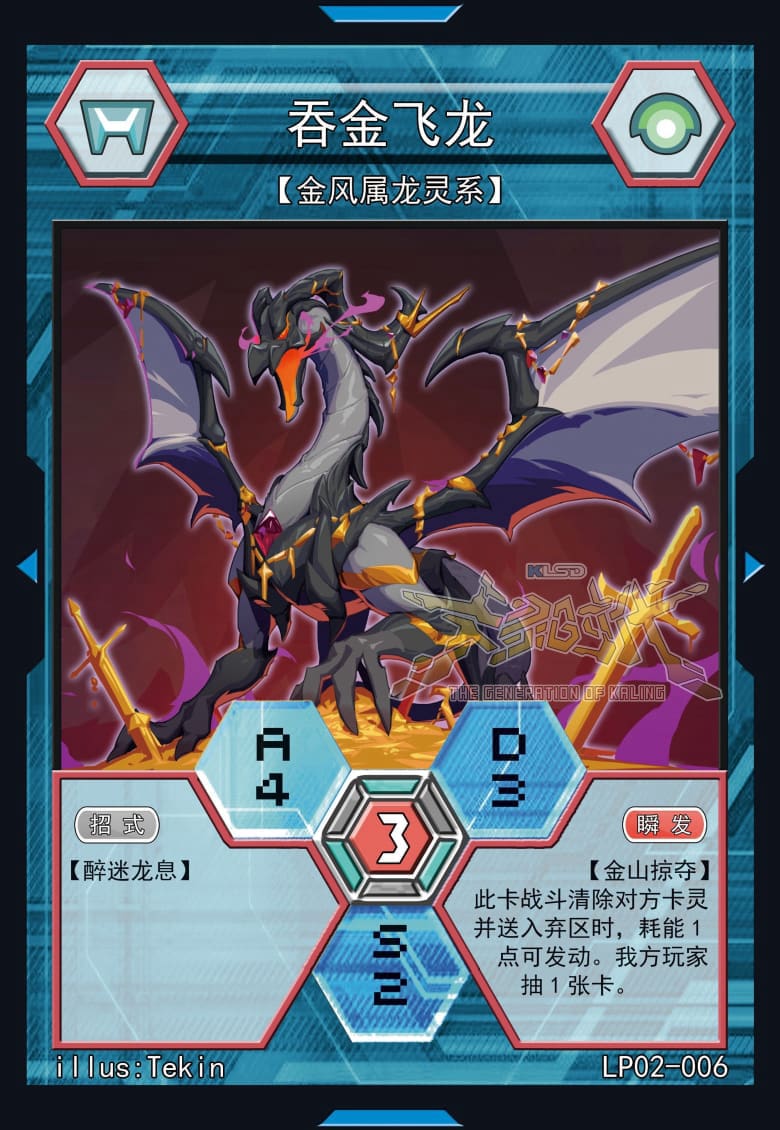 吞金飞龙
【金风属龙灵系】
KLSD
THE GENERATION OF KALING
A
4
D
3
3
S
2
招式
【醉迷龙息】
瞬发
【金山掠夺】
此卡战斗清除对方卡灵
并送入弃区时，耗能1
点可发动。我方玩家
抽1张卡。
illus:Tekin
LP02-006